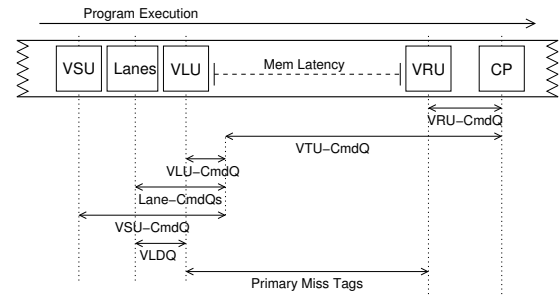 Program Execution
VSU Lanes VLU Mem Latency VRU CP
VRU–CmdQ
VTU–CmdQ
VLU–CmdQ
Lane–CmdQs
VSU–CmdQ
VLDQ
Primary Miss Tags